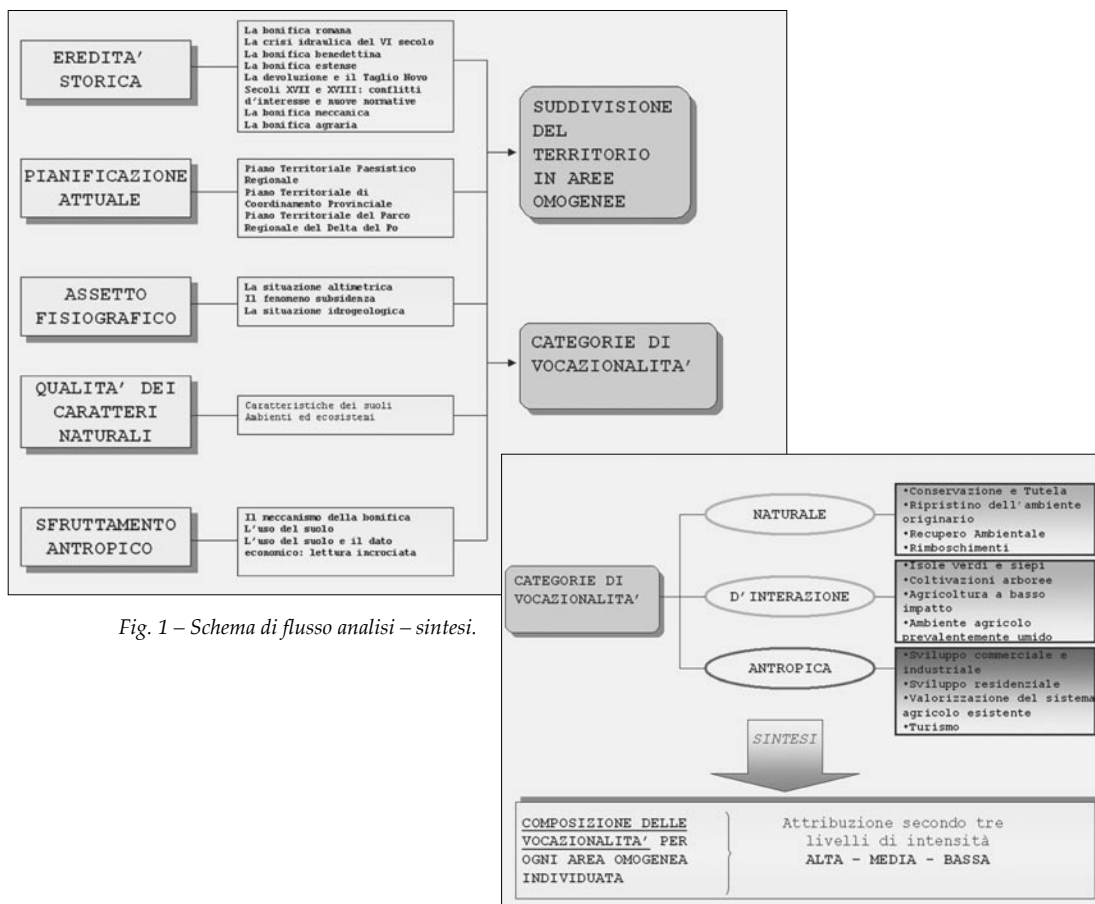 EREDITA'
STORICA
La bonifica romana
La crisi idraulica del VI secolo
La bonifica benedettina
La bonifica estense
La devoluzione e il Taglio Novo
Secoli XVII e XVIII: conflitti
d'interesse e nuove normative
La bonifica meccanica
La bonifica agraria
PIANIFICAZIONE
ATTUALE
Piano Territoriale Paesistico
Regionale
Piano Territoriale di
Coordinamento Provinciale
Piano Territoriale del Parco
Regionale del Delta del Po
ASSETTO
FISIOGRAFICO
La situazione altimetrica
Il fenomeno subsidenza
La situazione idrogeologica
QUALITA' DEI
CARATTERI
NATURALI
Caratteristiche dei suoli
Ambienti ed ecosistemi
SFRUTTAMENTO
ANTROPICO
Il meccanismo della bonifica
L'uso del suolo
L'uso del suolo e il dato
economico: lettura incrociata
SUDDIVISIONE
DEL
TERRITORIO
IN AREE
OMOGENEE
CATEGORIE DI
VOCAZIONALITA'
Fig. 1 – Schema di flusso analisi – sintesi.
CATEGORIE DI
VOCAZIONALITA'
NATURALE
•Conservazione e Tutela
•Ripristino dell'ambiente
originario
•Recupero Ambientale
•Rimboschimenti
D'INTERAZIONE
•Isole verdi e siepi
•Coltivazioni arboree
•Agricoltura a basso
impatto
•Ambiente agricolo
prevalentemente umido
ANTROPICA
•Sviluppo commerciale e
industriale
•Sviluppo residenziale
•Valorizzazione del sistema
agricolo esistente
•Turismo
SINTESI
COMPOSIZIONE DELLE
VOCAZIONALITA' PER
OGNI AREA OMOGENEA
INDIVIDUATA
Attribuzione secondo tre
livelli di intensità
ALTA – MEDIA – BASSA